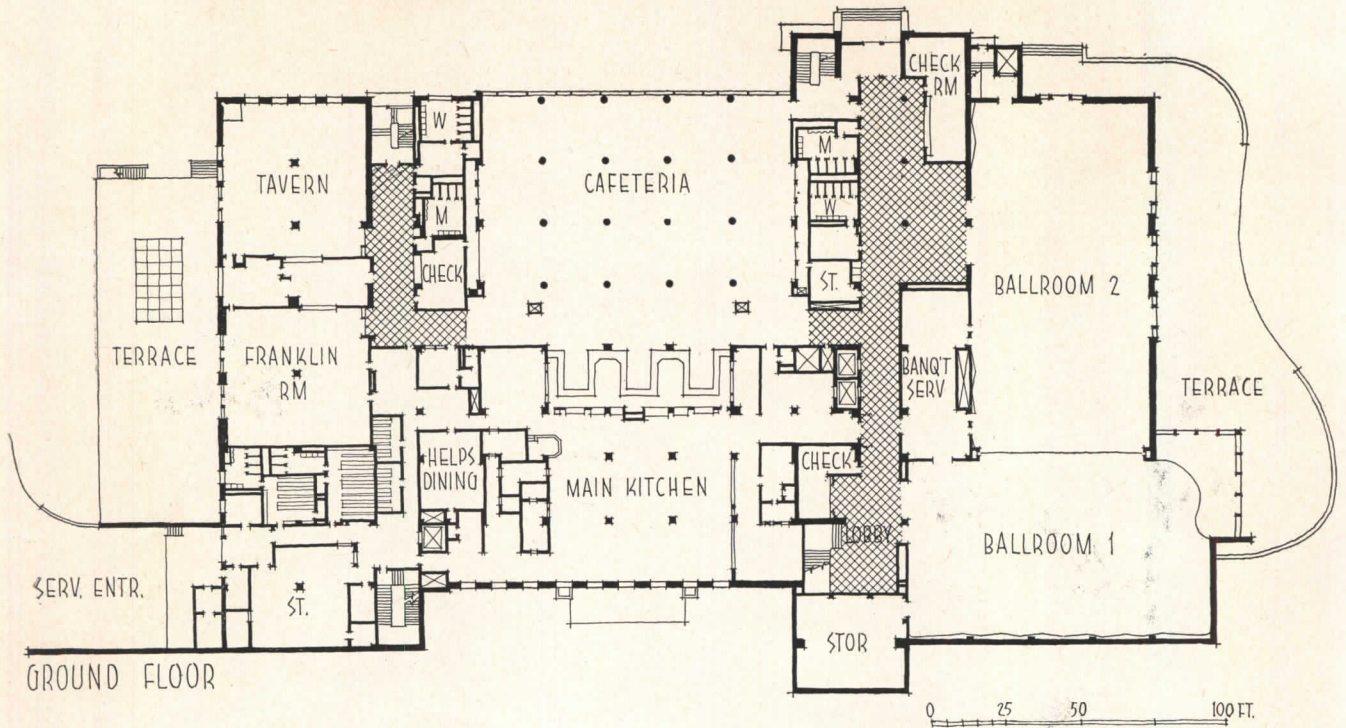 CHECK
RM
W
M
TAVERN
CAFETERIA
M
W
CHECK
ST.
BALLROOM 2
TERRACE
FRANKLIN
RM
BANQ'T
SERV
TERRACE
HELPS
DINING
CHECK
MAIN KITCHEN
LOBBY
BALLROOM 1
SERV. ENTR.
ST.
STOR
GROUND FLOOR
0 25 50 100 FT.